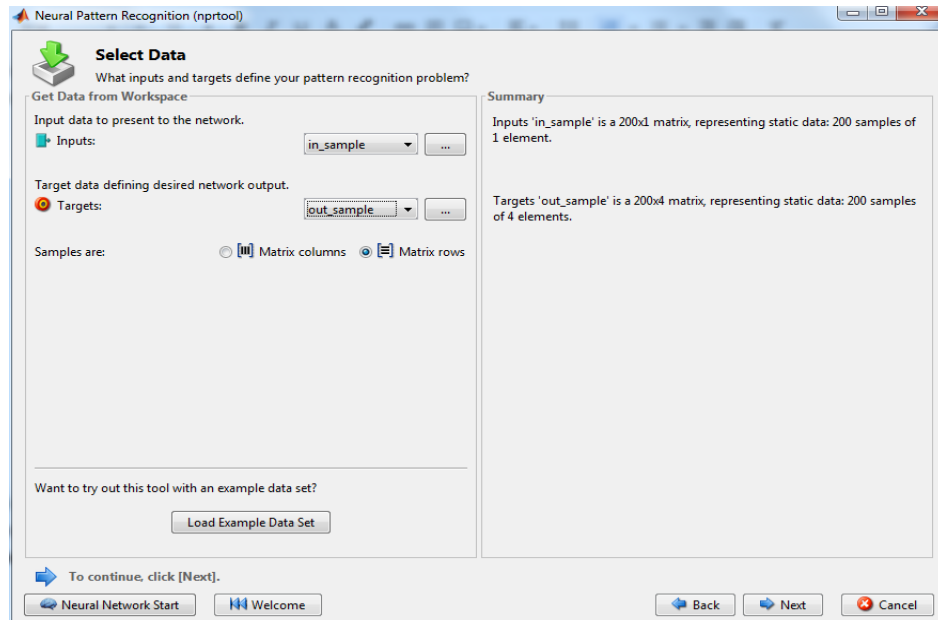 Neural Pattern Recognition (nprtool)
Select Data
What inputs and targets define your pattern recognition problem?
Get Data from Workspace
Input data to present to the network.
Inputs:
in_sample
...
Target data defining desired network output.
Targets:
out_sample
...
Samples are:
Matrix columns
Matrix rows
Want to try out this tool with an example data set?
Load Example Data Set
Summary
Inputs 'in_sample' is a 200x1 matrix, representing static data: 200 samples of
1 element.
Targets 'out_sample' is a 200x4 matrix, representing static data: 200 samples
of 4 elements.
To continue, click [Next].
Neural Network Start
Welcome
Back
Next
Cancel